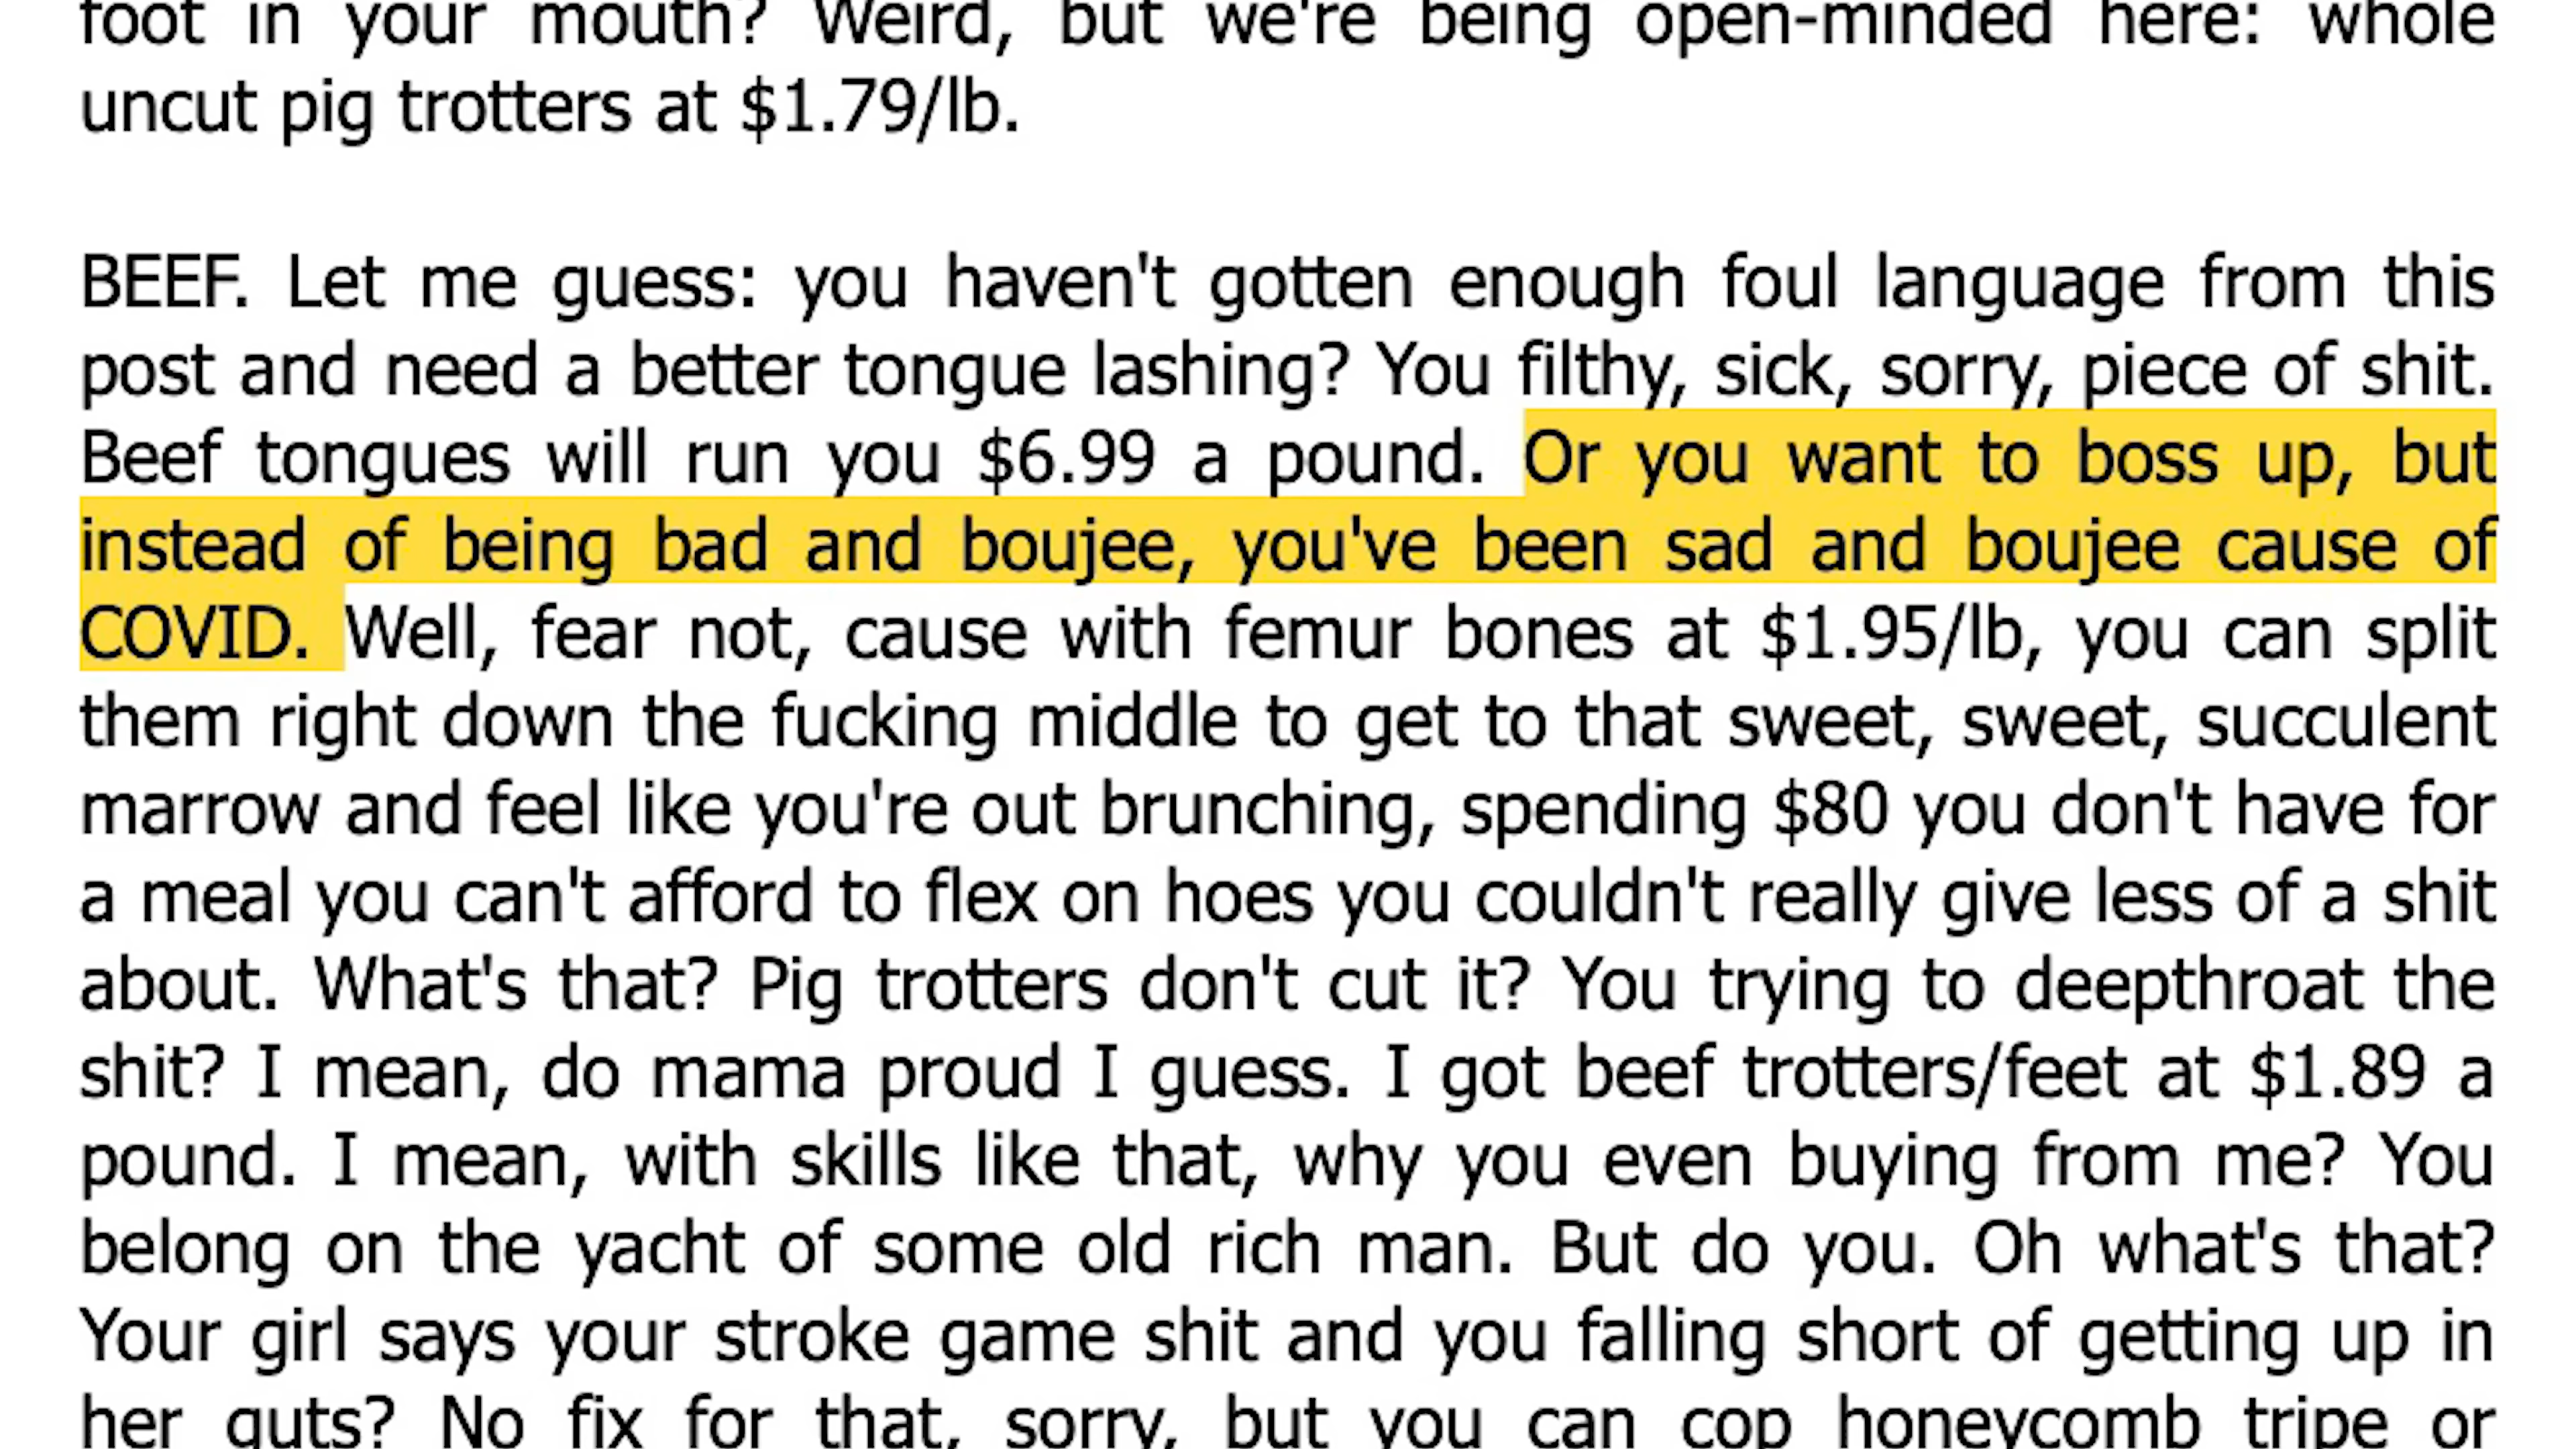 foot in your mouth? Weird, but we're being open-minded here: whole
uncut pig trotters at $1.79/lb.
BEEF. Let me guess: you haven't gotten enough foul language from this
post and need a better tongue lashing? You filthy, sick, sorry, piece of shit.
Beef tongues will run you $6.99 a pound. Or you want to boss up, but
instead of being bad and boujee, you've been sad and boujee cause of
COVID. Well, fear not, cause with femur bones at $1.95/lb, you can split
them right down the fucking middle to get to that sweet, sweet, succulent
marrow and feel like you're out brunching, spending $80 you don't have for
a meal you can't afford to flex on hoes you couldn't really give less of a shit
about. What's that? Pig trotters don't cut it? You trying to deepthroat the
shit? I mean, do mama proud I guess. I got beef trotters/feet at $1.89 a
pound. I mean, with skills like that, why you even buying from me? You
belong on the yacht of some old rich man. But do you. Oh what's that?
Your girl says your stroke game shit and you falling short of getting up in
her guts? No fix for that, sorry, but you can cop honeycomb tripe or